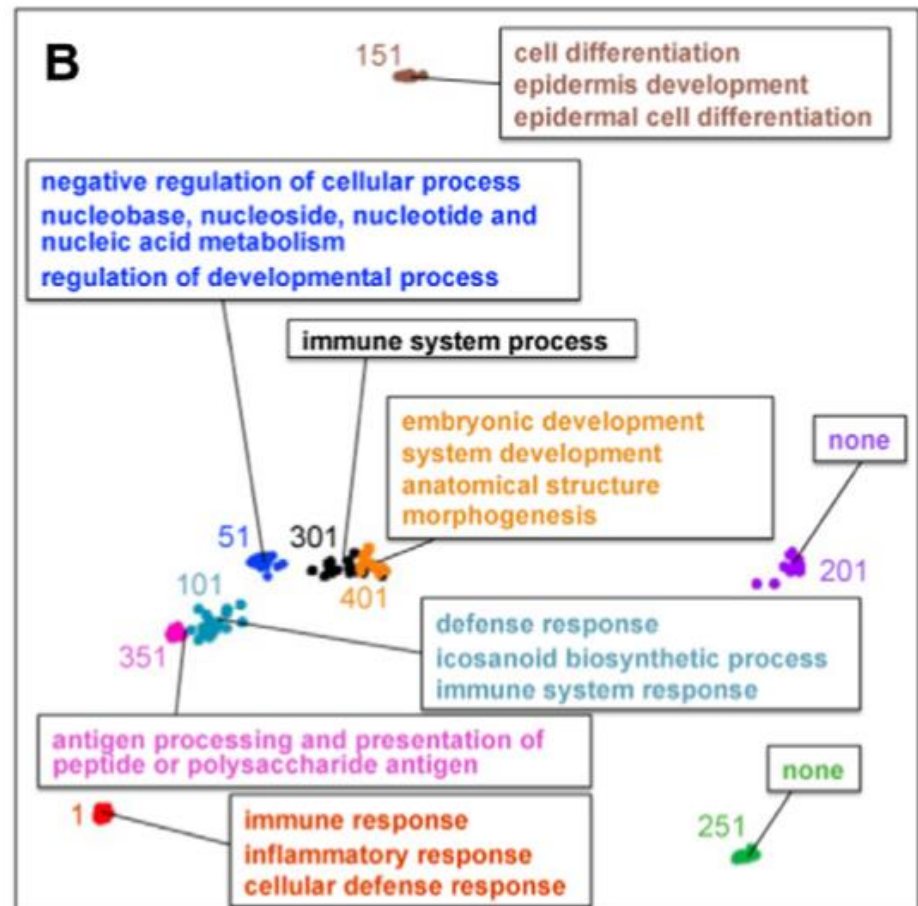 B
151
cell differentiation
epidermis development
epidermal cell differentiation
negative regulation of cellular process
nucleobase, nucleoside, nucleotide and
nucleic acid metabolism
regulation of developmental process
immune system process
embryonic development
system development
anatomical structure
morphogenesis
none
51
301
401
201
101
351
defense response
icosanoid biosynthetic process
immune system response
antigen processing and presentation of
peptide or polysaccharide antigen
none
1
immune response
inflammatory response
cellular defense response
251